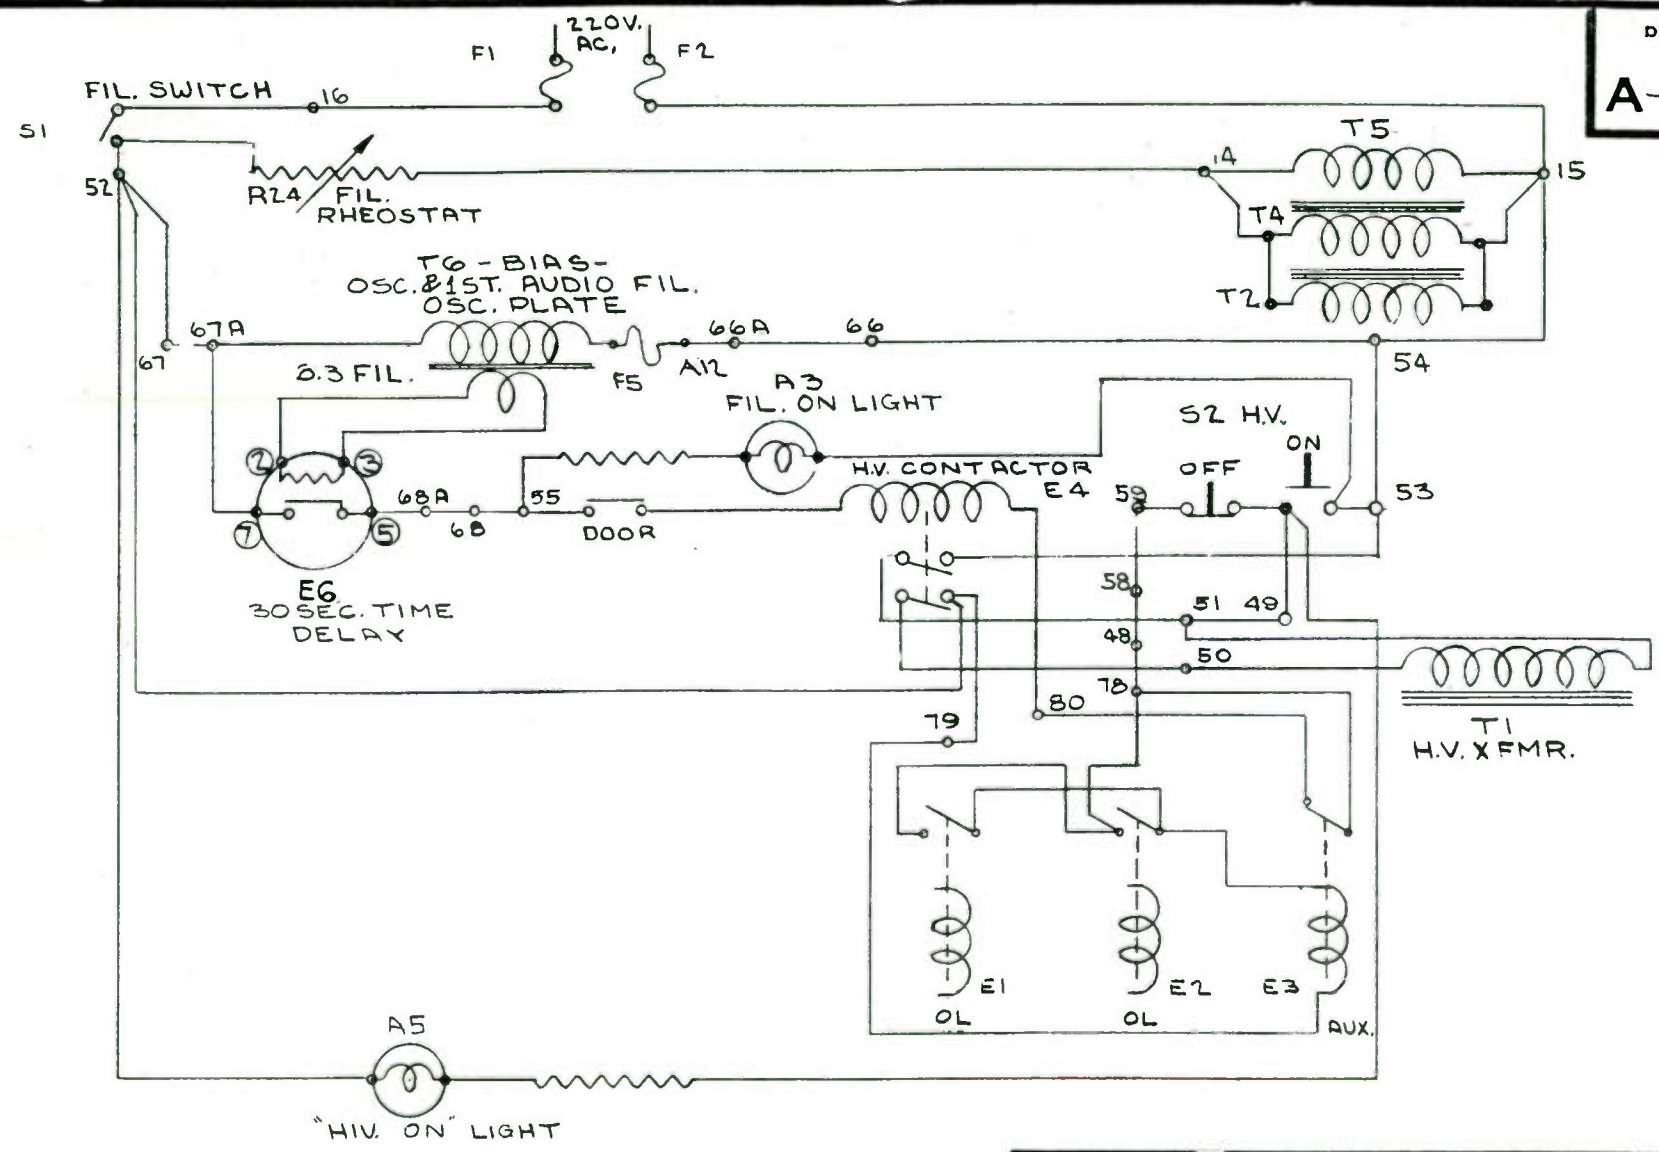 220V.
AC.
F1
F2
D
A-
FIL. SWITCH
16
S1
T5
14
15
52
R24
FIL.
RHEOSTAT
T4
T2
T6 - BIAS -
OSC. & 1ST. AUDIO FIL.
OSC. PLATE
67A
67
66A
66
54
F5
A12
6.3 FIL.
A3
FIL. ON LIGHT
S2 H.V.
ON
OFF
H.V. CONTACTOR
E4
59
53
2
3
68A
68
55
DOOR
7
5
E6
30 SEC. TIME
DELAY
58
51
49
48
50
78
80
79
T1
H.V. XFMR.
E1
OL
E2
OL
E3
AUX.
A5
"H.V. ON" LIGHT